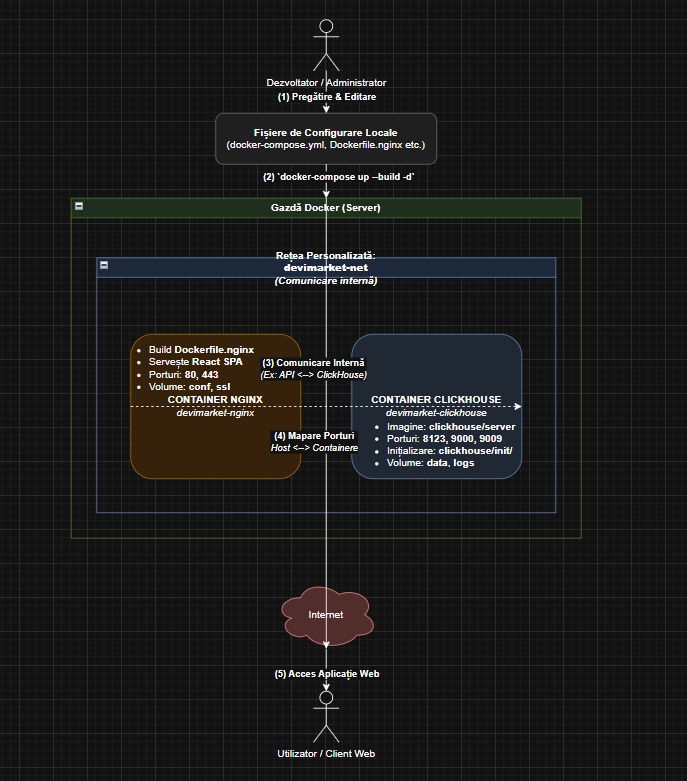 Dezvoltator / Administrator
(1) Pregătire & Editare
Fișiere de Configurare Locale
(docker-compose.yml, Dockerfile.nginx etc.)
(2) `docker-compose up --build -d`
Gazdă Docker (Server)
Rețea Personalizată:
devimarket-net
(Comunicare internă)
• Build Dockerfile.nginx
• Servește React SPA
• Porturi: 80, 443
• Volume: conf, ssl
CONTAINER NGINX
devimarket-nginx
(3) Comunicare Internă
(Ex: API <--> ClickHouse)
(4) Mapare Porturi
Host <--> Containere
CONTAINER CLICKHOUSE
devimarket-clickhouse
• Imagine: clickhouse/server
• Porturi: 8123, 9000, 9009
• Inițializare: clickhouse/init/
• Volume: data, logs
Internet
(5) Acces Aplicație Web
Utilizator / Client Web